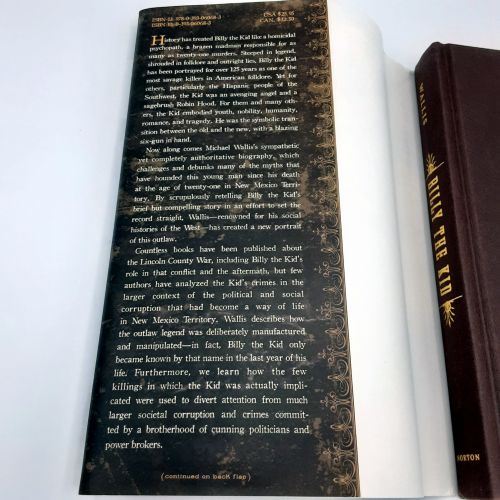 ISBN-13: 978-0-393-06068-3
ISBN-10: 0-393-06068-3
USA $25.95
CAN. $32.50
History has treated Billy the Kid like a homicidal
psychopath, a brazen madman responsible for as
many as twenty-one murders. Steeped in legend,
shrouded in folklore and outright lies, Billy the Kid
has been portrayed for over 125 years as one of the
most savage killers in American folklore. Yet for
others, particularly the Hispanic people of the
Southwest, the Kid was an avenging angel and a
sagebrush Robin Hood. For them and many oth-
ers, the Kid embodied youth, nobility, humanity,
romance, and tragedy. He was the symbolic tran-
sition between the old and the new, with a blazing
six-gun in hand.
Now along comes Michael Wallis's sympathetic
yet completely authoritative biography, which
challenges and debunks many of the myths that
have hounded this young man since his death
at the age of twenty-one in New Mexico Terri-
tory. By scrupulously retelling Billy the Kid's
brief but compelling story in an effort to set the
record straight, Wallis—renowned for his social
histories of the West—has created a new portrait
of this outlaw.
Countless books have been published about
the Lincoln County War, including Billy the Kid's
role in that conflict and the aftermath, but few
authors have analyzed the Kid's crimes in the
larger context of the political and social
corruption that had become a way of life
in New Mexico Territory. Wallis describes how
the outlaw legend was deliberately manufactured
and manipulated—in fact, Billy the Kid only
became known by that name in the last year of his
life. Furthermore, we learn how the few
killings in which the Kid was actually impli-
cated were used to divert attention from much
larger societal corruption and crimes commit-
ted by a brotherhood of cunning politicians and
power brokers.
(continued on back flap)
WALLIS
BILLY THE KID
NORTON